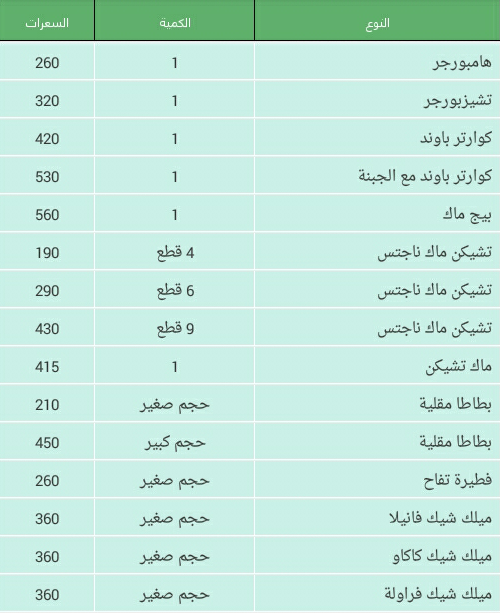 النوع الكمية السعرات
هامبورجر 1 260
تشيزبورجر 1 320
كوارتر باوند 1 420
كوارتر باوند مع الجبنة 1 530
بيج ماك 1 560
تشيكن ماك ناجتس 4 قطع 190
تشيكن ماك ناجتس 6 قطع 290
تشيكن ماك ناجتس 9 قطع 430
ماك تشيكن 1 415
بطاطا مقلية حجم صغير 210
بطاطا مقلية حجم كبير 450
فطيرة تفاح حجم صغير 260
ميلك شيك فانيلا حجم صغير 360
ميلك شيك كاكاو حجم صغير 360
ميلك شيك فراولة حجم صغير 360